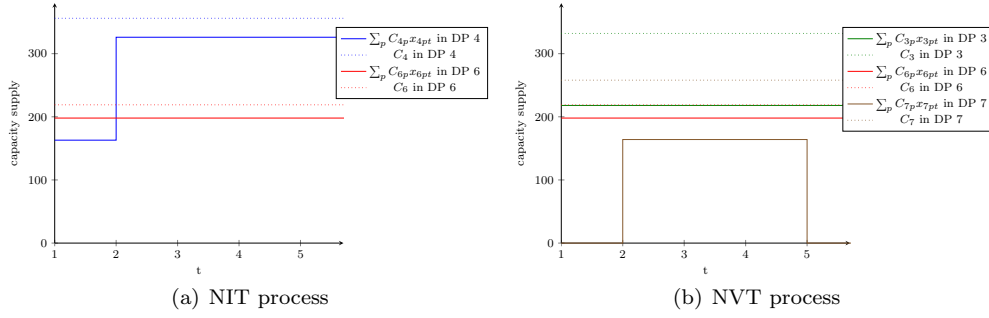 300
200
100
0
capacity supply
1 2 3 4 5
t
∑ₚ C₄ₚx₄ₚₜ in DP 4
C₄ in DP 4
∑ₚ C₆ₚx₆ₚₜ in DP 6
C₆ in DP 6
(a) NIT process
300
200
100
0
capacity supply
1 2 3 4 5
t
∑ₚ C₃ₚx₃ₚₜ in DP 3
C₃ in DP 3
∑ₚ C₆ₚx₆ₚₜ in DP 6
C₆ in DP 6
∑ₚ C₇ₚx₇ₚₜ in DP 7
C₇ in DP 7
(b) NVT process